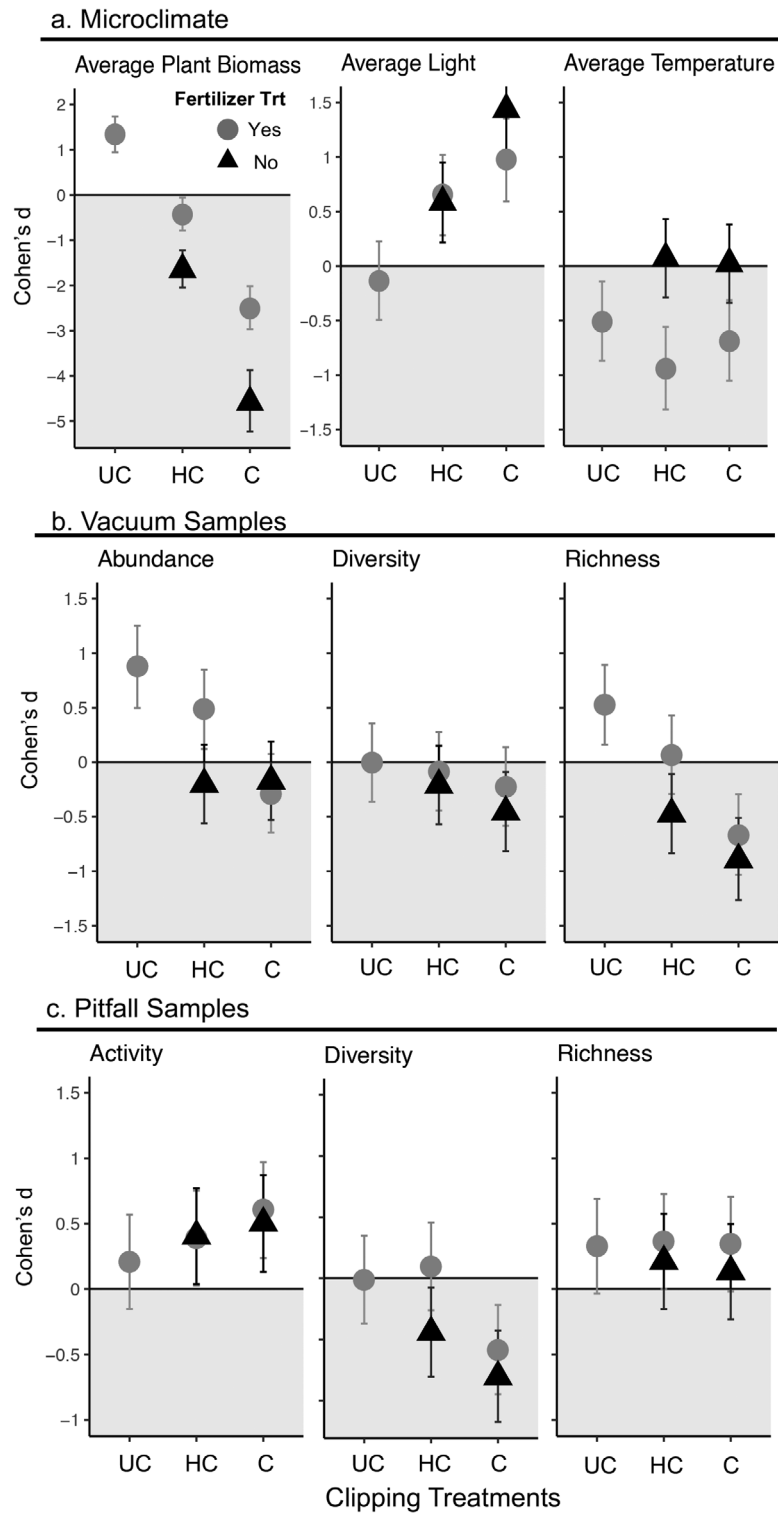 a. Microclimate
Average Plant Biomass
Average Light
Average Temperature
Fertilizer Trt
Yes
No
Cohen's d
2
1
0
−1
−2
−3
−4
−5
UC HC C
1.5
1
0.5
0
−0.5
−1
−1.5
UC HC C
UC HC C
b. Vacuum Samples
Abundance
Diversity
Richness
Cohen's d
1.5
1
0.5
0
−0.5
−1
−1.5
UC HC C
UC HC C
UC HC C
c. Pitfall Samples
Activity
Diversity
Richness
Cohen's d
1.5
1
0.5
0
−0.5
−1
UC HC C
UC HC C
UC HC C
Clipping Treatments